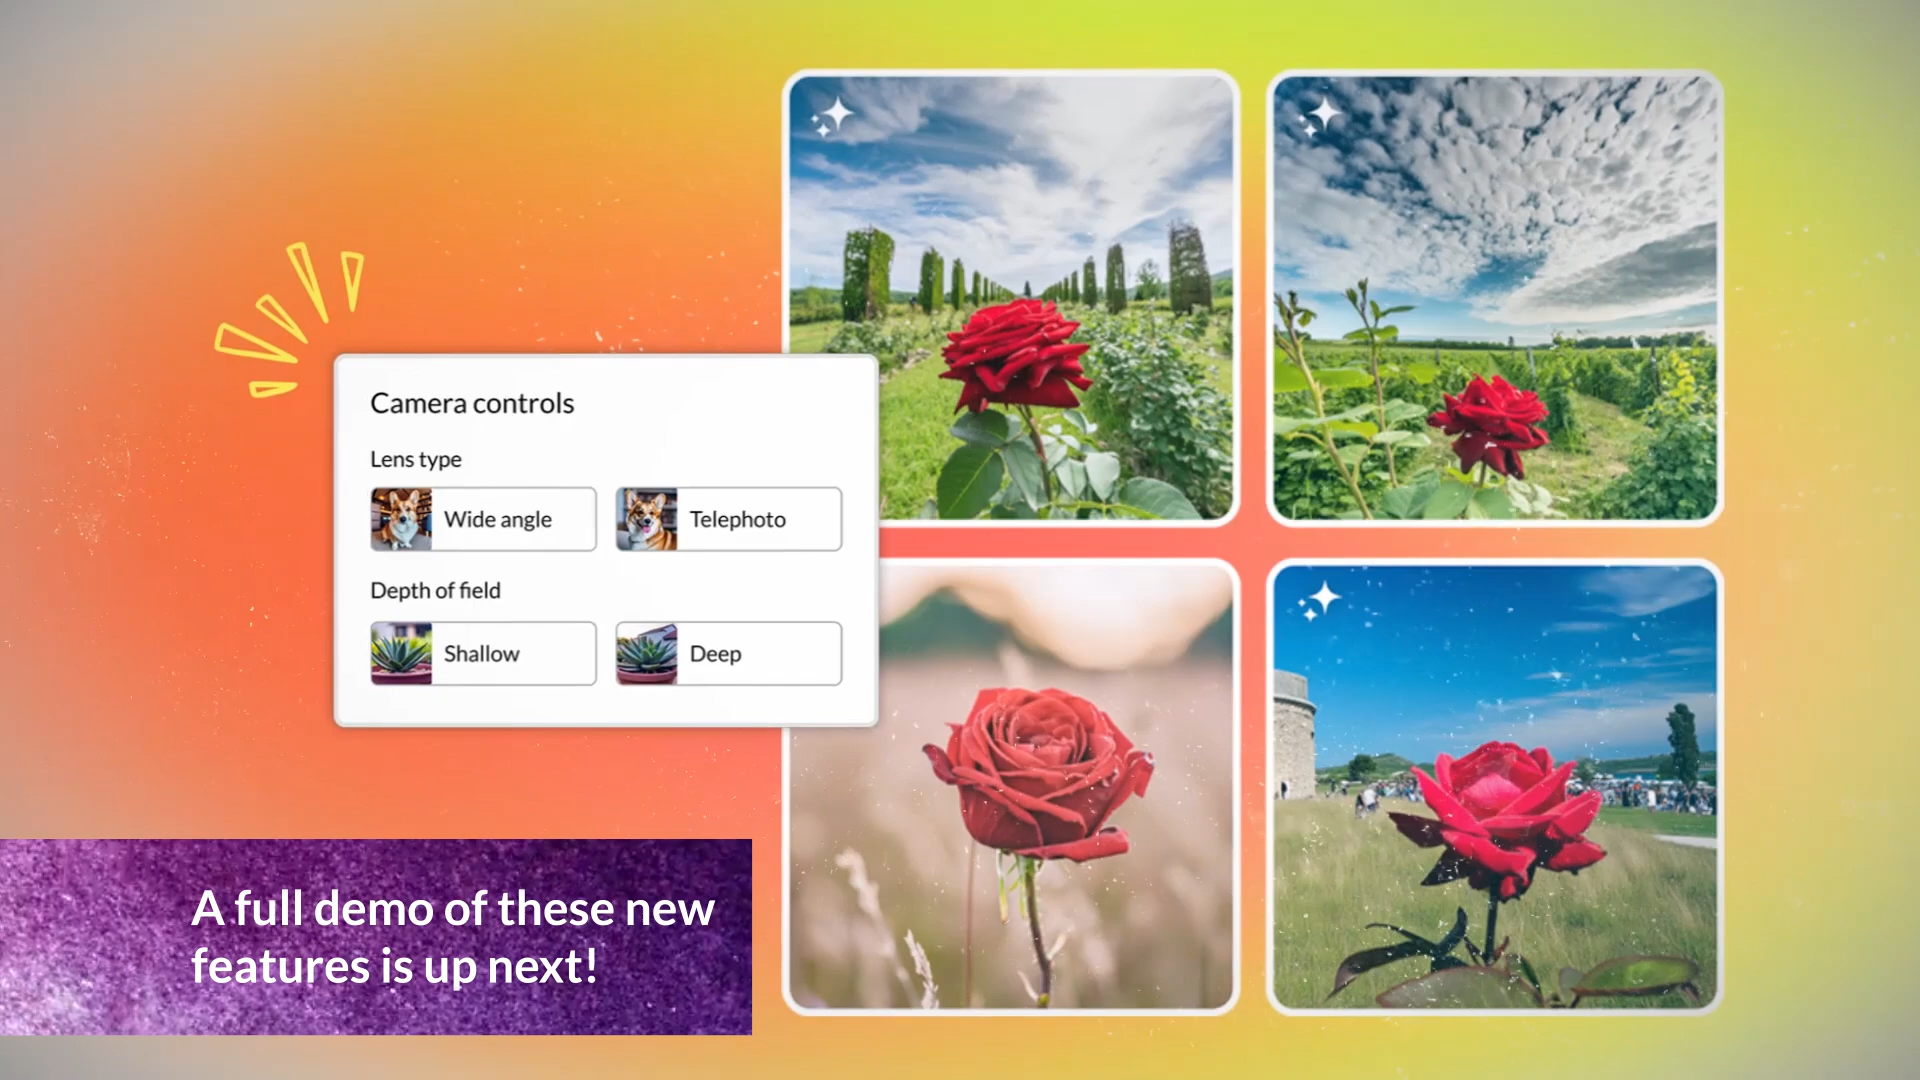 Camera controls
Lens type
Wide angle
Telephoto
Depth of field
Shallow
Deep
A full demo of these new
features is up next!